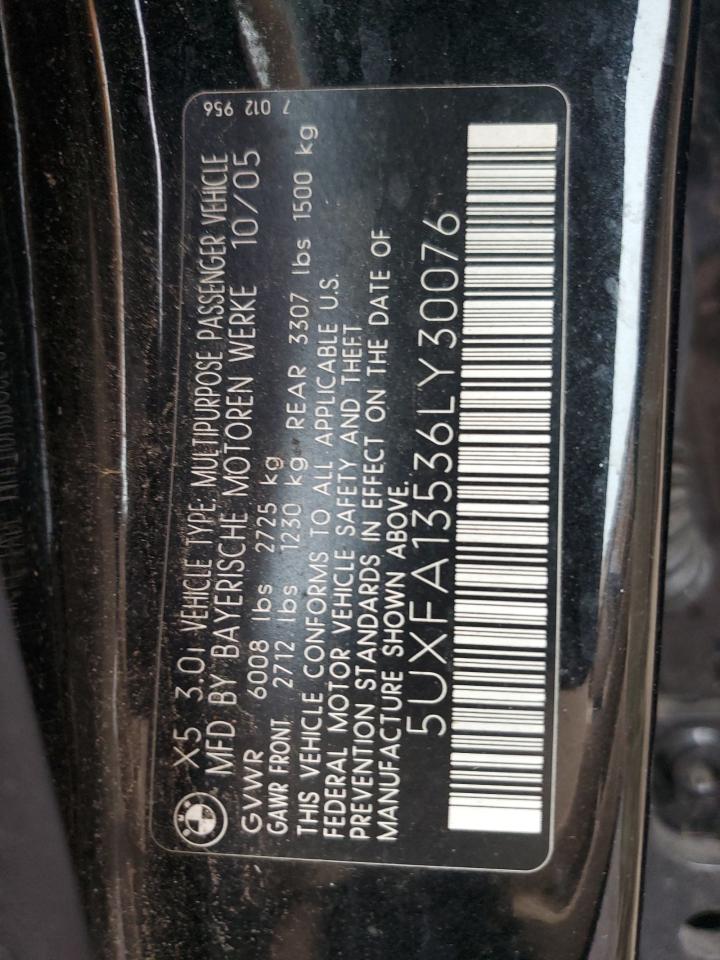 7 012 956
BMW X5 3.0i VEHICLE TYPE: MULTIPURPOSE PASSENGER VEHICLE
MFD. BY BAYERISCHE MOTOREN WERKE 10/05
GVWR 6008 lbs 2725 kg
GAWR FRONT 2712 lbs 1230 kg REAR 3307 lbs 1500 kg
THIS VEHICLE CONFORMS TO ALL APPLICABLE U.S.
FEDERAL MOTOR VEHICLE SAFETY AND THEFT
PREVENTION STANDARDS IN EFFECT ON THE DATE OF
MANUFACTURE SHOWN ABOVE.
5UXFA13536LY30076